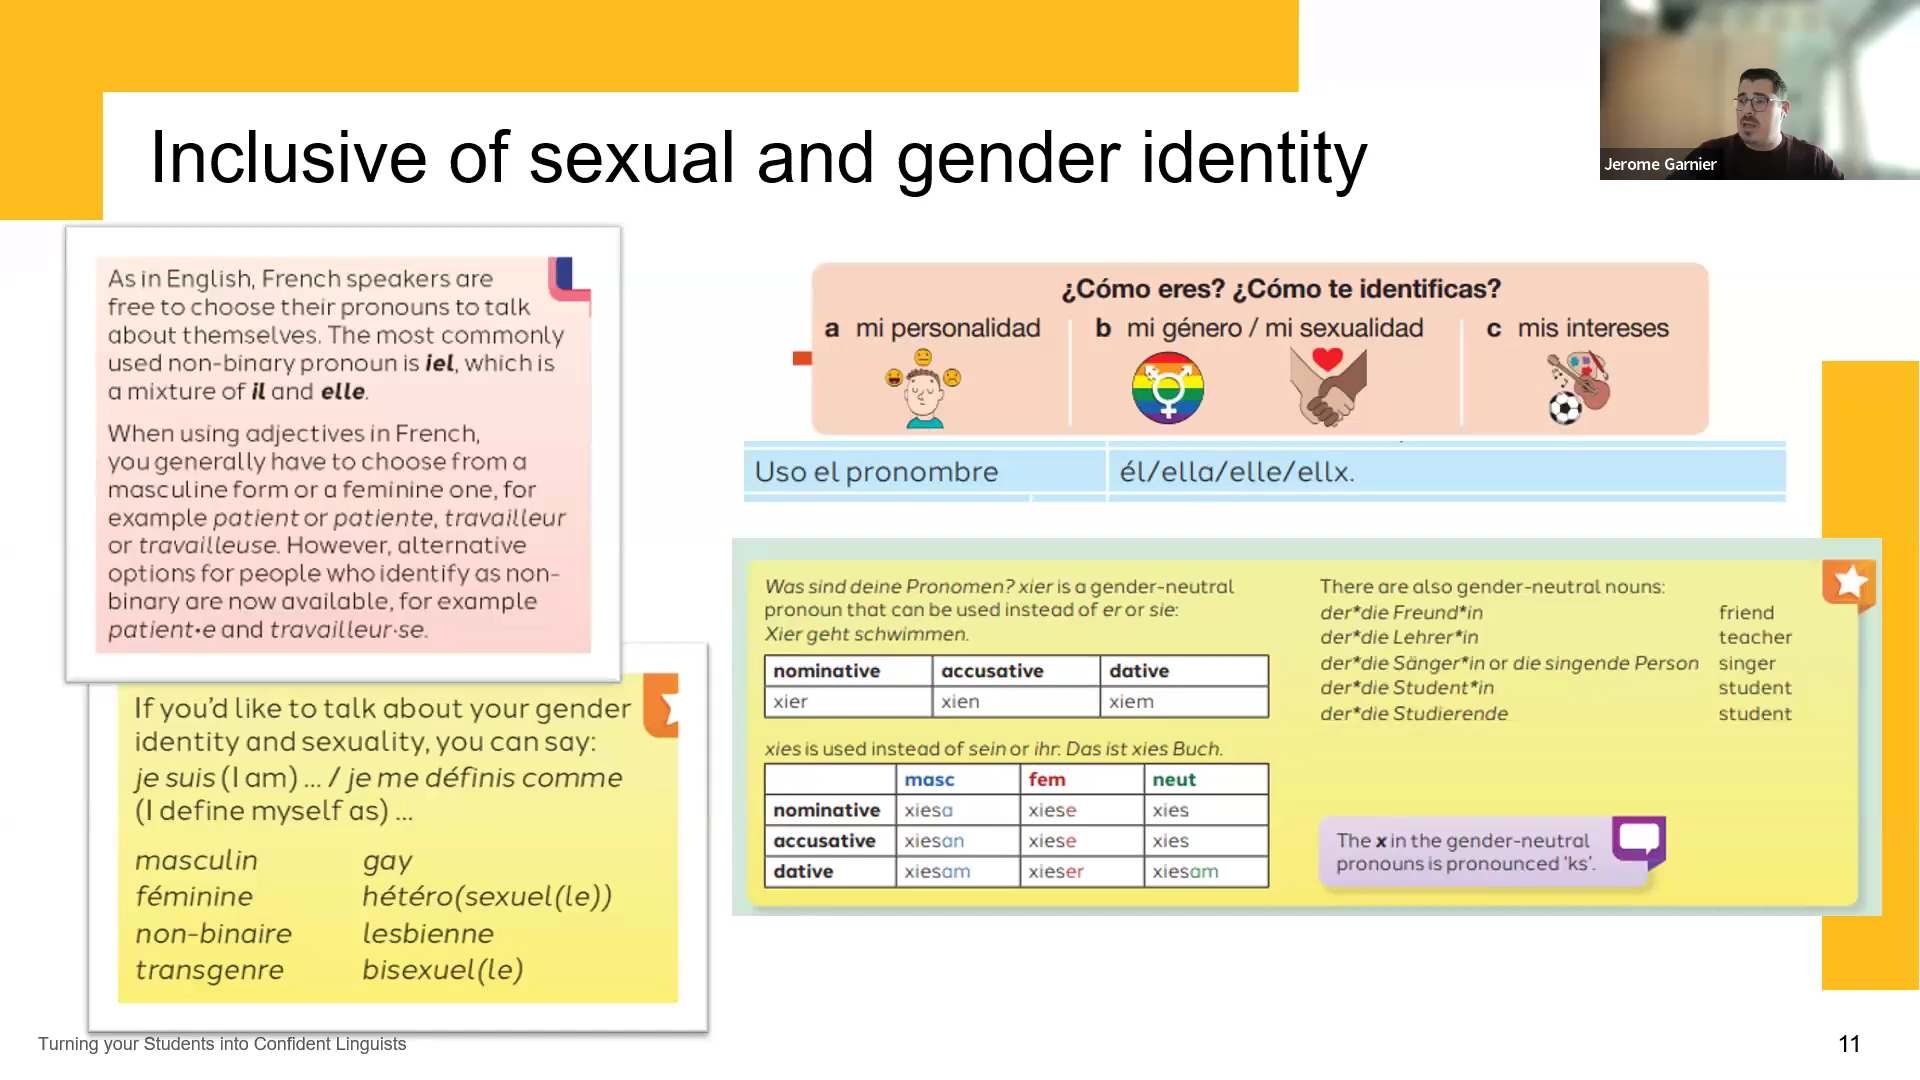 Inclusive of sexual and gender identity
Jerome Garnier
As in English, French speakers are
free to choose their pronouns to talk
about themselves. The most commonly
used non-binary pronoun is iel, which is
a mixture of il and elle.
When using adjectives in French,
you generally have to choose from a
masculine form or a feminine one, for
example patient or patiente, travailleur
or travailleuse. However, alternative
options for people who identify as non-
binary are now available, for example
patient•e and travailleur·se.
If you'd like to talk about your gender
identity and sexuality, you can say:
je suis (I am) ... / je me définis comme
(I define myself as) ...
masculin gay
féminine hétéro(sexuel(le))
non-binaire lesbienne
transgenre bisexuel(le)
¿Cómo eres? ¿Cómo te identificas?
a mi personalidad b mi género / mi sexualidad c mis intereses
Uso el pronombre él/ella/elle/ellx.
Was sind deine Pronomen? xier is a gender-neutral
pronoun that can be used instead of er or sie:
Xier geht schwimmen.
nominative accusative dative
xier xien xiem
xies is used instead of sein or ihr: Das ist xies Buch.
masc fem neut
nominative xiesa xiese xies
accusative xiesan xiese xies
dative xiesam xieser xiesam
There are also gender-neutral nouns:
der*die Freund*in friend
der*die Lehrer*in teacher
der*die Sänger*in or die singende Person singer
der*die Student*in student
der*die Studierende student
The x in the gender-neutral
pronouns is pronounced 'ks'.
Turning your Students into Confident Linguists
11